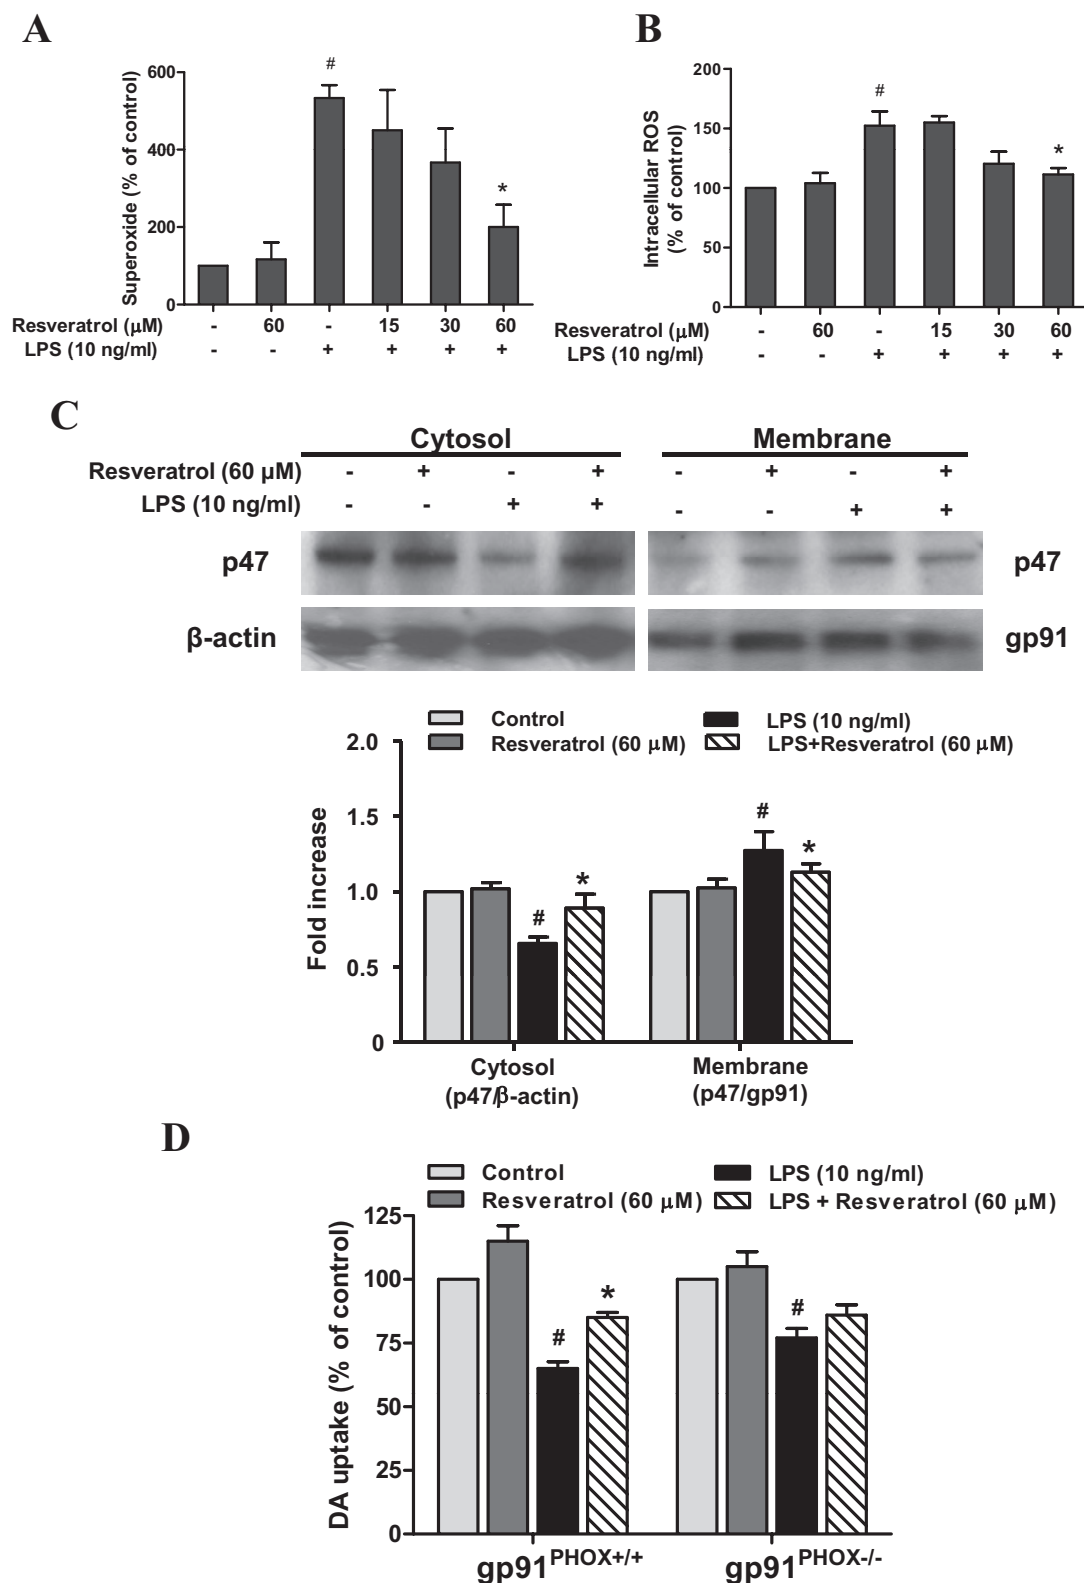 A
B
Superoxide (% of control)
600
400
200
0
#
*
Resveratrol (μM) - 60 - 15 30 60
LPS (10 ng/ml) - - + + + +
Intracellular ROS
(% of control)
200
150
100
50
0
#
*
Resveratrol (μM) - 60 - 15 30 60
LPS (10 ng/ml) - - + + + +
C
Cytosol Membrane
Resveratrol (60 μM) - + - + - + - +
LPS (10 ng/ml) - - + + - - + +
p47 p47
β-actin gp91
Control LPS (10 ng/ml)
Resveratrol (60 μM) LPS+Resveratrol (60 μM)
Fold increase
2.0
1.5
1.0
0.5
0
# * # *
Cytosol Membrane
(p47/β-actin) (p47/gp91)
D
Control LPS (10 ng/ml)
Resveratrol (60 μM) LPS + Resveratrol (60 μM)
DA uptake (% of control)
125
100
75
50
25
0
# * #
gp91PHOX+/+ gp91PHOX-/-